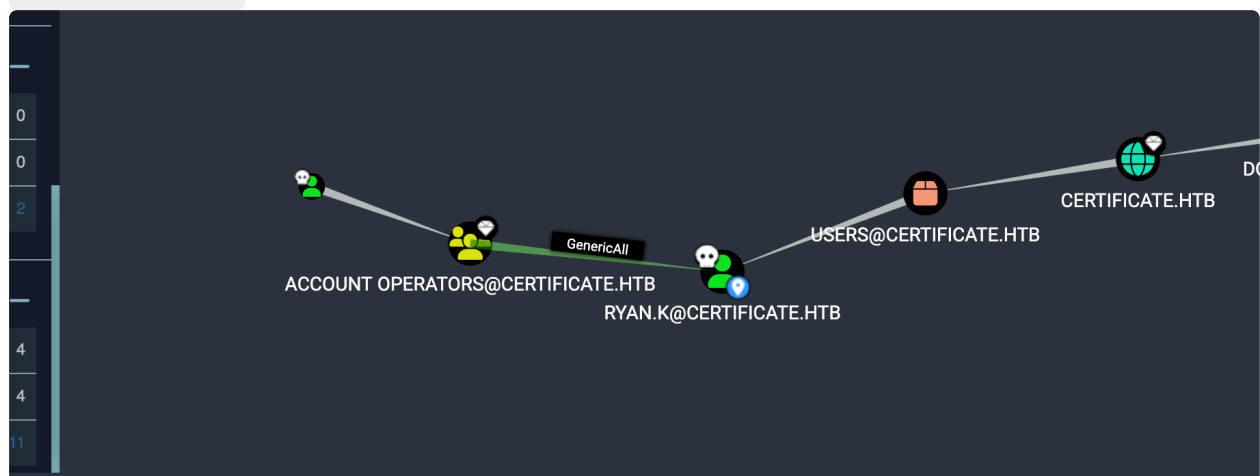 0
0
2
4
4
11
GenericAll
ACCOUNT OPERATORS@CERTIFICATE.HTB
RYAN.K@CERTIFICATE.HTB
USERS@CERTIFICATE.HTB
CERTIFICATE.HTB